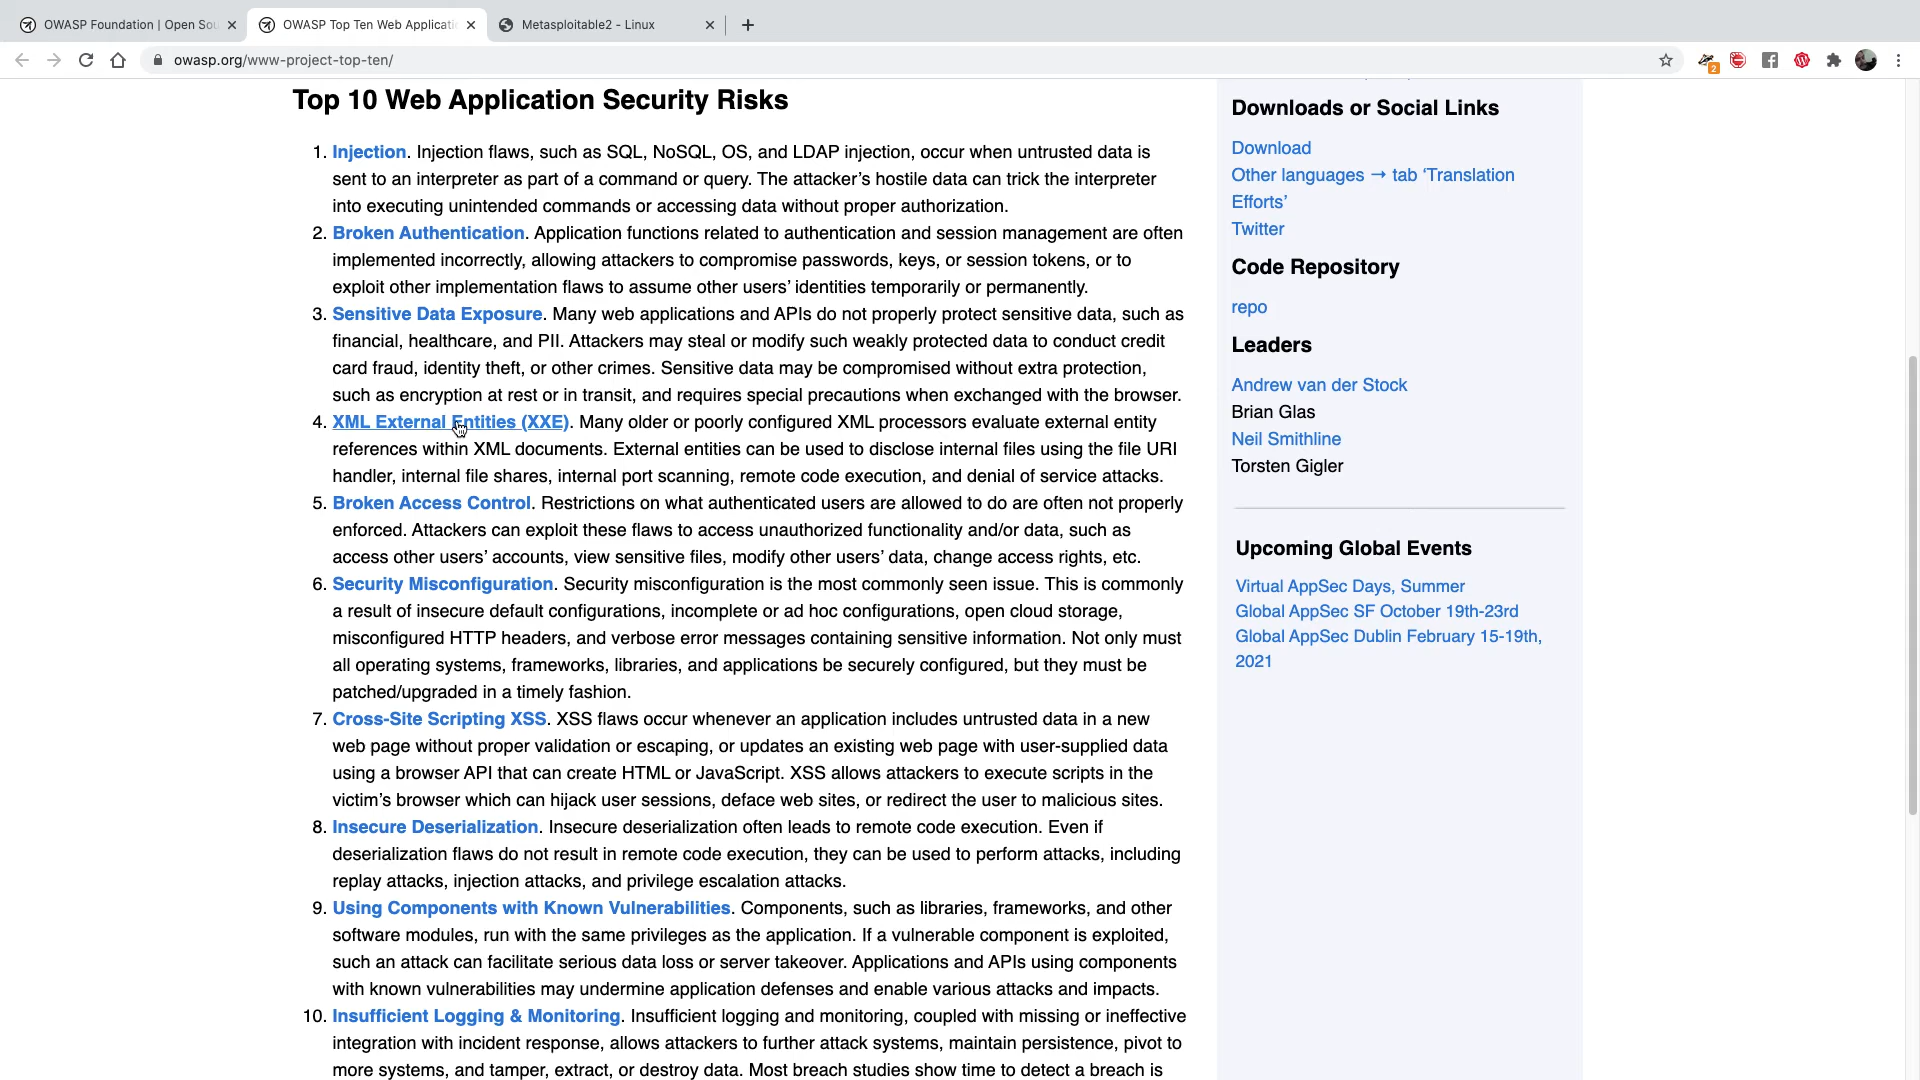 OWASP Foundation | Open Sou
OWASP Top Ten Web Applicatio
Metasploitable2 - Linux
owasp.org/www-project-top-ten/
2
Top 10 Web Application Security Risks
1. Injection. Injection flaws, such as SQL, NoSQL, OS, and LDAP injection, occur when untrusted data is
sent to an interpreter as part of a command or query. The attacker’s hostile data can trick the interpreter
into executing unintended commands or accessing data without proper authorization.
2. Broken Authentication. Application functions related to authentication and session management are often
implemented incorrectly, allowing attackers to compromise passwords, keys, or session tokens, or to
exploit other implementation flaws to assume other users’ identities temporarily or permanently.
3. Sensitive Data Exposure. Many web applications and APIs do not properly protect sensitive data, such as
financial, healthcare, and PII. Attackers may steal or modify such weakly protected data to conduct credit
card fraud, identity theft, or other crimes. Sensitive data may be compromised without extra protection,
such as encryption at rest or in transit, and requires special precautions when exchanged with the browser.
4. XML External Entities (XXE). Many older or poorly configured XML processors evaluate external entity
references within XML documents. External entities can be used to disclose internal files using the file URI
handler, internal file shares, internal port scanning, remote code execution, and denial of service attacks.
5. Broken Access Control. Restrictions on what authenticated users are allowed to do are often not properly
enforced. Attackers can exploit these flaws to access unauthorized functionality and/or data, such as
access other users’ accounts, view sensitive files, modify other users’ data, change access rights, etc.
6. Security Misconfiguration. Security misconfiguration is the most commonly seen issue. This is commonly
a result of insecure default configurations, incomplete or ad hoc configurations, open cloud storage,
misconfigured HTTP headers, and verbose error messages containing sensitive information. Not only must
all operating systems, frameworks, libraries, and applications be securely configured, but they must be
patched/upgraded in a timely fashion.
7. Cross-Site Scripting XSS. XSS flaws occur whenever an application includes untrusted data in a new
web page without proper validation or escaping, or updates an existing web page with user-supplied data
using a browser API that can create HTML or JavaScript. XSS allows attackers to execute scripts in the
victim’s browser which can hijack user sessions, deface web sites, or redirect the user to malicious sites.
8. Insecure Deserialization. Insecure deserialization often leads to remote code execution. Even if
deserialization flaws do not result in remote code execution, they can be used to perform attacks, including
replay attacks, injection attacks, and privilege escalation attacks.
9. Using Components with Known Vulnerabilities. Components, such as libraries, frameworks, and other
software modules, run with the same privileges as the application. If a vulnerable component is exploited,
such an attack can facilitate serious data loss or server takeover. Applications and APIs using components
with known vulnerabilities may undermine application defenses and enable various attacks and impacts.
10. Insufficient Logging & Monitoring. Insufficient logging and monitoring, coupled with missing or ineffective
integration with incident response, allows attackers to further attack systems, maintain persistence, pivot to
more systems, and tamper, extract, or destroy data. Most breach studies show time to detect a breach is
Downloads or Social Links
Download
Other languages → tab ‘Translation
Efforts’
Twitter
Code Repository
repo
Leaders
Andrew van der Stock
Brian Glas
Neil Smithline
Torsten Gigler
Upcoming Global Events
Virtual AppSec Days, Summer
Global AppSec SF October 19th-23rd
Global AppSec Dublin February 15-19th,
2021